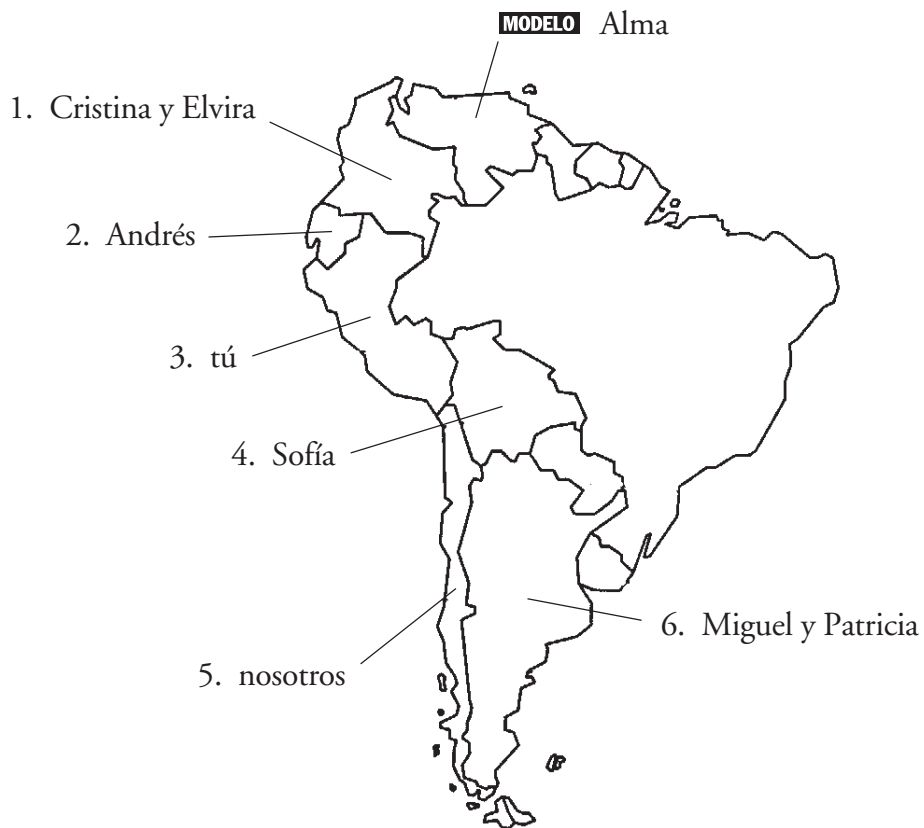 MODELO Alma
1. Cristina y Elvira
2. Andrés
3. tú
4. Sofía
5. nosotros
6. Miguel y Patricia